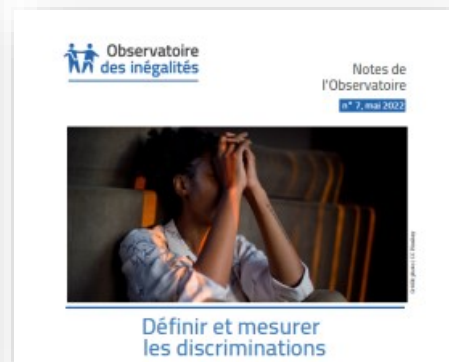 Observatoire
des inégalités
Notes de
l'Observatoire
n° 7, mai 2022
Définir et mesurer
les discriminations